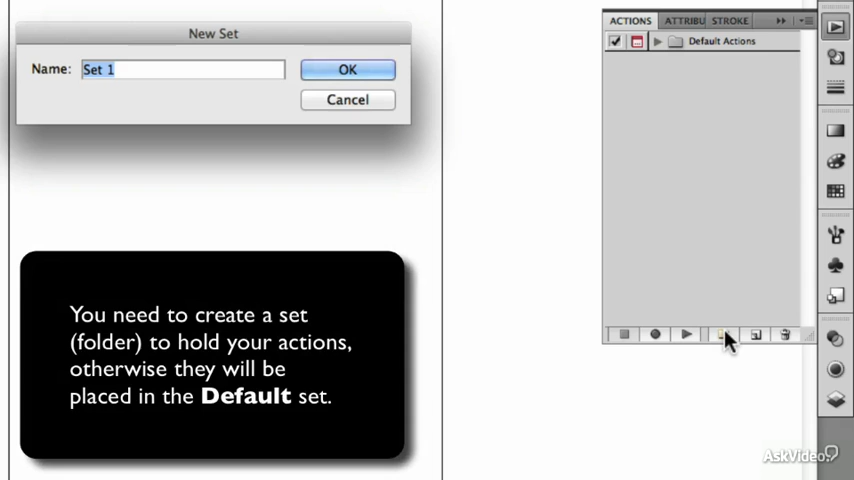 New Set
Name: Set 1
OK
Cancel
ACTIONS ATTRIBU STROKE
Default Actions
You need to create a set
(folder) to hold your actions,
otherwise they will be
placed in the Default set.
AskVideo